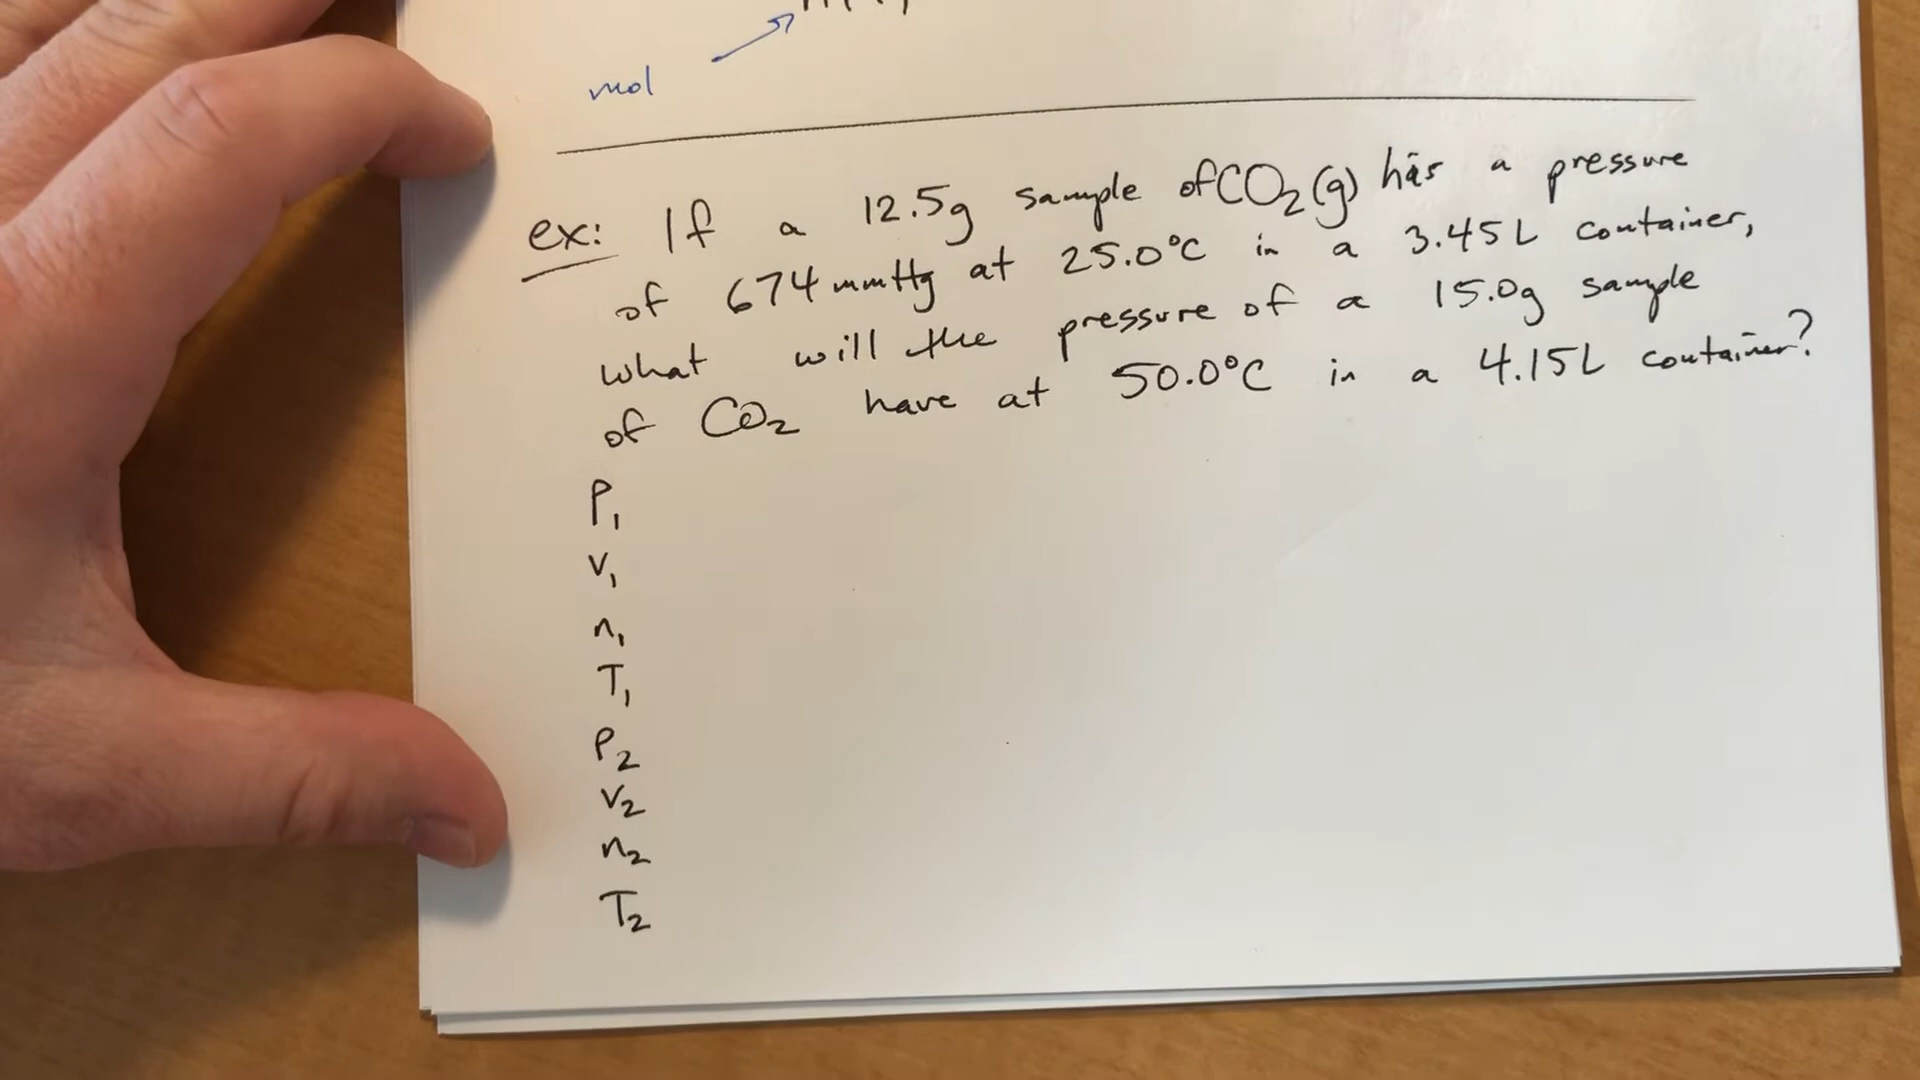 mol
ex: If a 12.5g sample of CO₂(g) has a pressure
of 674 mmHg at 25.0°C in a 3.45L container,
what will the pressure of a 15.0g sample
of CO₂ have at 50.0°C in a 4.15L container?
P₁
V₁
n₁
T₁
P₂
V₂
n₂
T₂